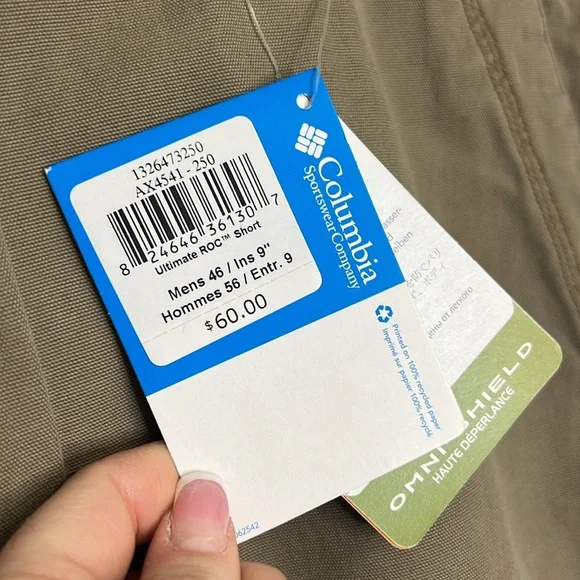 1326473250
AX4541 - 250
8 24646 36130 7
Ultimate ROC™ Short
Mens 46 / Ins 9"
Hommes 56 / Entr. 9
$60.00
Columbia
Sportswear Company
Printed on 100% recycled paper
Imprimé sur papier 100% recyclé
062542
OMNI-SHIELD
HAUTE DÉPERLANCE